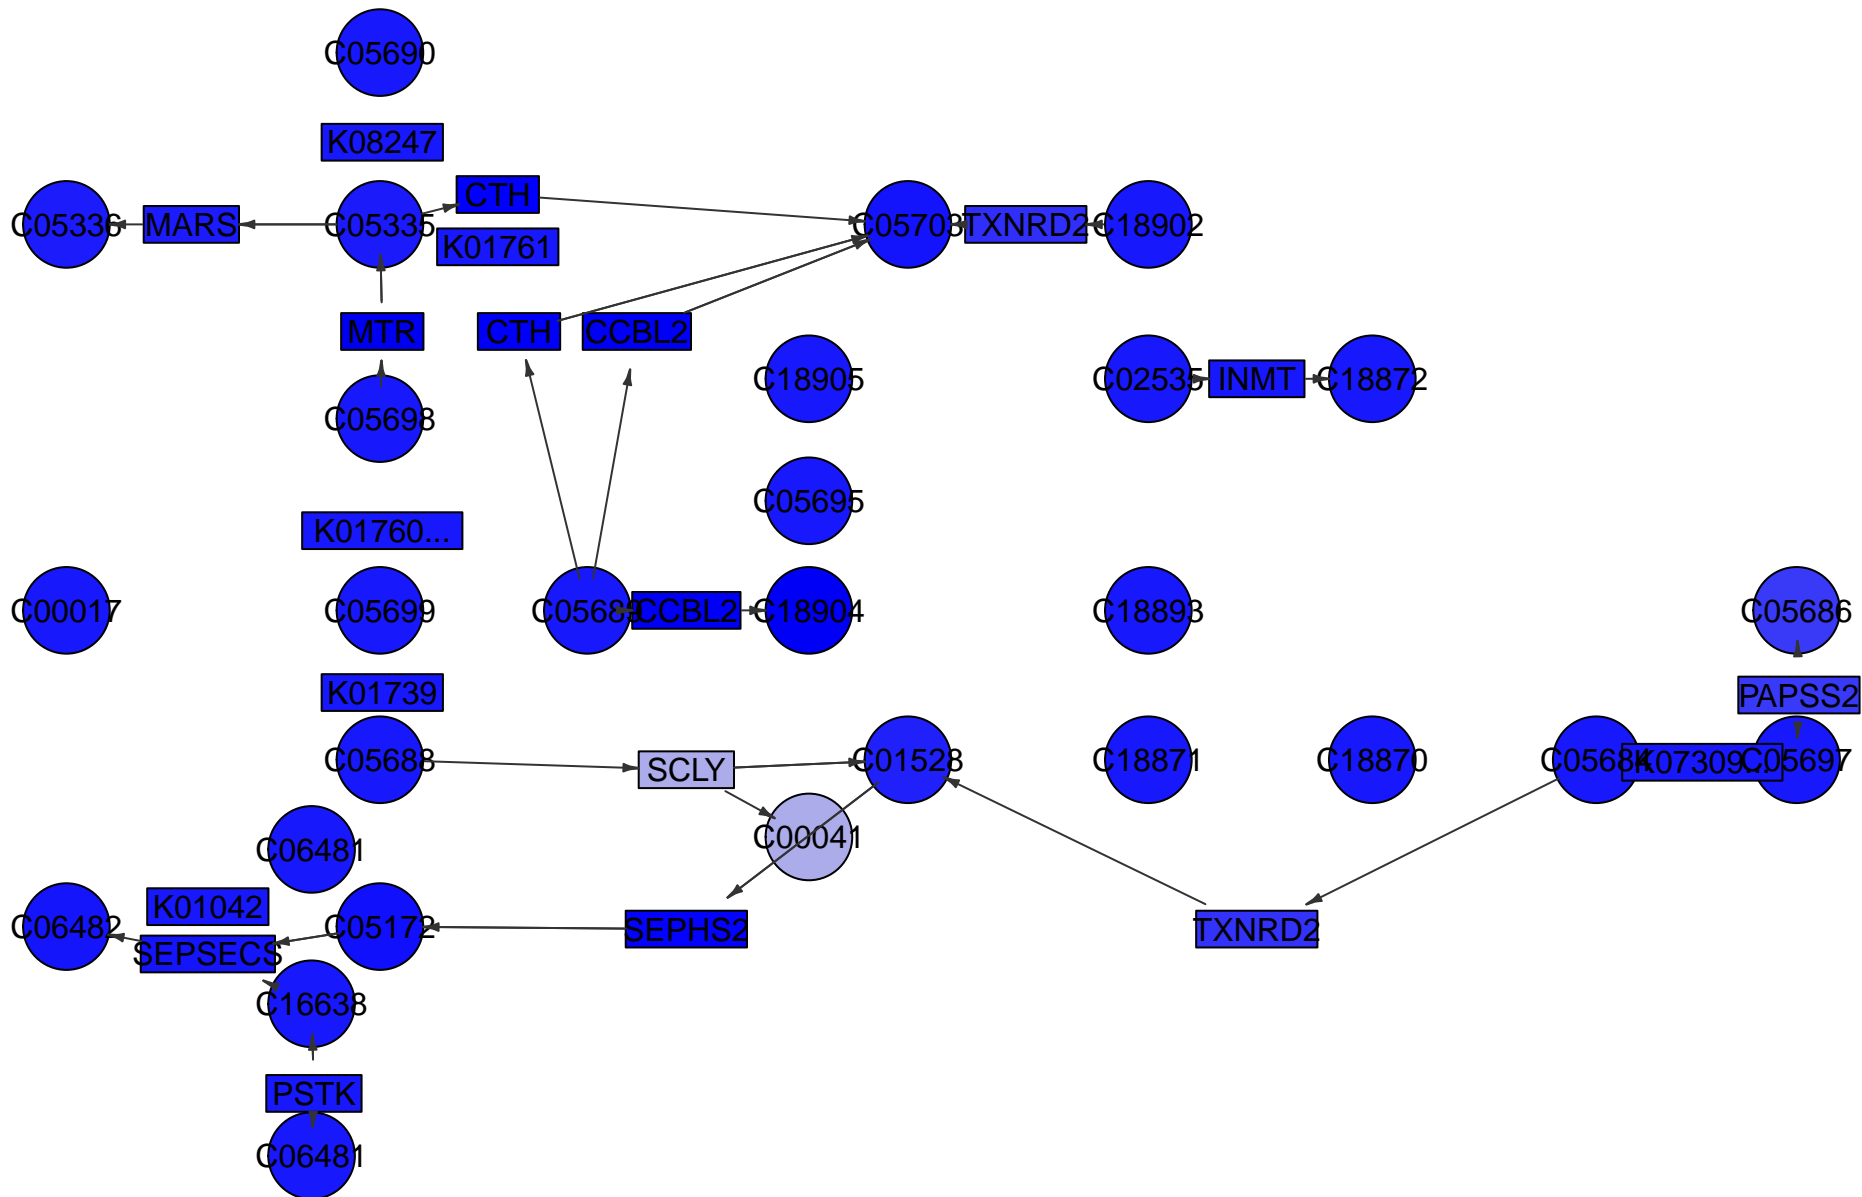 C05690
K08247
CTH
C05336
MARS
C05335
C05703
TXNRD2
C18902
K01761
MTR
CTH
CCBL2
C18905
C02535
INMT
C18872
C05698
C05695
K01760...
C00017
C05699
C05689
CCBL2
C18904
C18893
C05686
K01739
PAPSS2
C05688
SCLY
C01528
C18871
C18870
C05684
K07309...
C05697
C00041
C06481
K01042
C06482
C05172
SEPHS2
TXNRD2
SEPSECS
C16638
PSTK
C06481